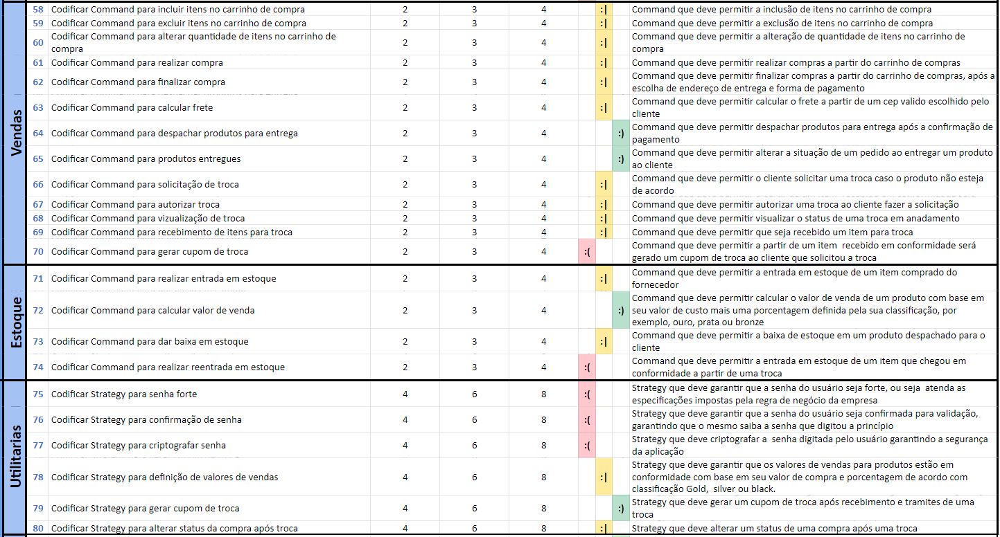 Vendas
58 Codificar Command para incluir itens no carrinho de compra 2 3 4 :| Command que deve permitir a inclusão de itens no carrinho de compra
59 Codificar Command para excluir itens no carrinho de compra 2 3 4 :| Command que deve permitir a exclusão de itens no carrinho de compra
60 Codificar Command para alterar quantidade de itens no carrinho de 2 3 4 :| Command que deve permitir a alteração de quantidade de itens no carrinho de
compra compra
61 Codificar Command para realizar compra 2 3 4 :| Command que deve permitir realizar compras a partir do carrinho de compras
62 Codificar Command para finalizar compra 2 3 4 :| Command que deve permitir finalizar compras a partir do carrinho de compras, após a
escolha de endereço de entrega e forma de pagamento
63 Codificar Command para calcular frete 2 3 4 :| Command que deve permitir calcular o frete a partir de um cep valido escolhido pelo
cliente
64 Codificar Command para despachar produtos para entrega 2 3 4 :) Command que deve permitir despachar produtos para entrega após a confirmação de
pagamento
65 Codificar Command para produtos entregues 2 3 4 :) Command que deve permitir alterar a situação de um pedido ao entregar um produto
ao cliente
66 Codificar Command para solicitação de troca 2 3 4 :| Command que deve permitir o cliente solicitar uma troca caso o produto não esteja
de acordo
67 Codificar Command para autorizar troca 2 3 4 :| Command que deve permitir autorizar uma troca ao cliente fazer a solicitação
68 Codificar Command para vizualização de troca 2 3 4 :| Command que deve permitir visualizar o status de uma troca em anadamento
69 Codificar Command para recebimento de itens para troca 2 3 4 :| Command que deve permitir que seja recebido um item para troca
70 Codificar Command para gerar cupom de troca 2 3 4 :( Command que deve permitir a partir de um item recebido em conformidade será
gerado um cupom de troca ao cliente que solicitou a troca
Estoque
71 Codificar Command para realizar entrada em estoque 2 3 4 :| Command que deve permitir a entrada em estoque de um item comprado do
fornecedor
72 Codificar Command para calcular valor de venda 2 3 4 :) Command que deve permitir calcular o valor de venda de um produto com base em
seu valor de custo mais uma porcentagem definida pela sua classificação, por
exemplo, ouro, prata ou bronze
73 Codificar Command para dar baixa em estoque 2 3 4 :| Command que deve permitir a baixa de estoque em um produto despachado para o
cliente
74 Codificar Command para realizar reentrada em estoque 2 3 4 :( Command que deve permitir a entrada em estoque de um item que chegou em
conformidade a partir de uma troca
Utilitarias
75 Codificar Strategy para senha forte 4 6 8 :( Strategy que deve garantir que a senha do usuário seja forte, ou seja atenda as
especificações impostas pela regra de negócio da empresa
76 Codificar Strategy para confirmação de senha 4 6 8 :( Strategy que deve garantir que a senha do usuário seja confirmada para validação,
garantindo que o mesmo saiba a senha que digitou a princípio
77 Codificar Strategy para criptografar senha 4 6 8 :( Strategy que deve criptografar a senha digitada pelo usuário garantindo a segurança
da aplicação
78 Codificar Strategy para definição de valores de vendas 4 6 8 :| Strategy que deve garantir que os valores de vendas para produtos estão em
conformidade com base em seu valor de compra e porcentagem de acordo com
classificação Gold, silver ou black.
79 Codificar Strategy para gerar cupom de troca 4 6 8 :) Strategy que deve gerar um cupom de troca após recebimento e tramites de uma
troca
80 Codificar Strategy para alterar status da compra após troca 4 6 8 :| Strategy que deve alterar um status de uma compra após uma troca